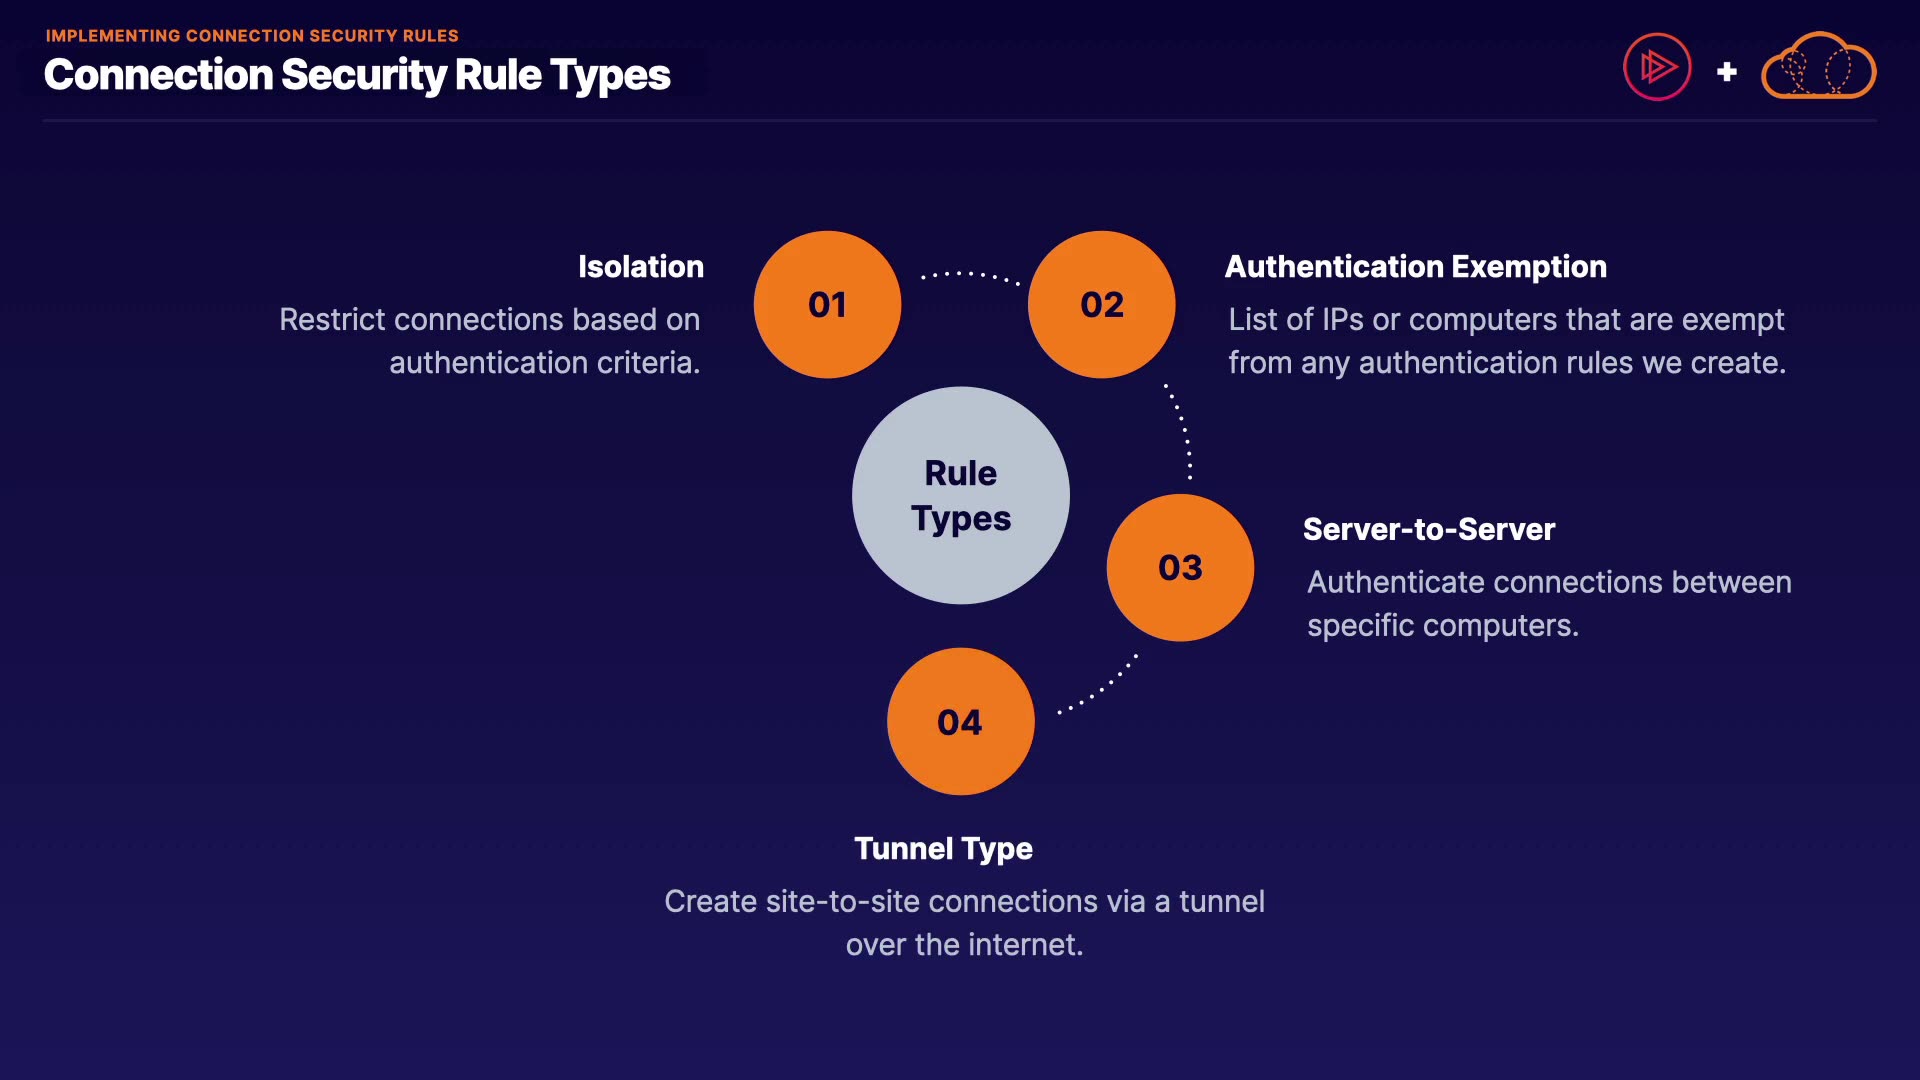 IMPLEMENTING CONNECTION SECURITY RULES
Connection Security Rule Types
+
Isolation
Restrict connections based on
authentication criteria.
01
02
Authentication Exemption
List of IPs or computers that are exempt
from any authentication rules we create.
Rule
Types
03
Server-to-Server
Authenticate connections between
specific computers.
04
Tunnel Type
Create site-to-site connections via a tunnel
over the internet.